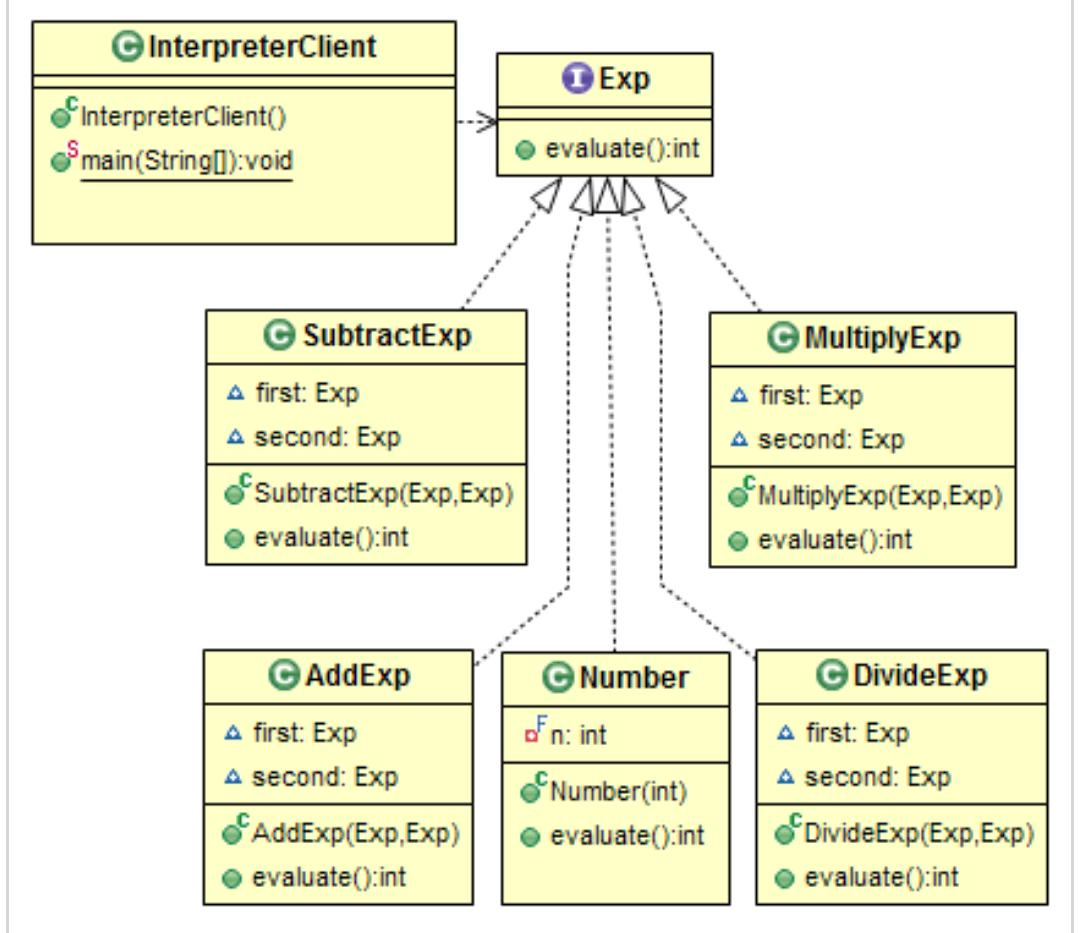 C InterpreterClient
C InterpreterClient()
S main(String[]):void
I Exp
evaluate():int
C SubtractExp
first: Exp
second: Exp
C SubtractExp(Exp,Exp)
evaluate():int
C MultiplyExp
first: Exp
second: Exp
C MultiplyExp(Exp,Exp)
evaluate():int
C AddExp
first: Exp
second: Exp
C AddExp(Exp,Exp)
evaluate():int
C Number
F n: int
C Number(int)
evaluate():int
C DivideExp
first: Exp
second: Exp
C DivideExp(Exp,Exp)
evaluate():int